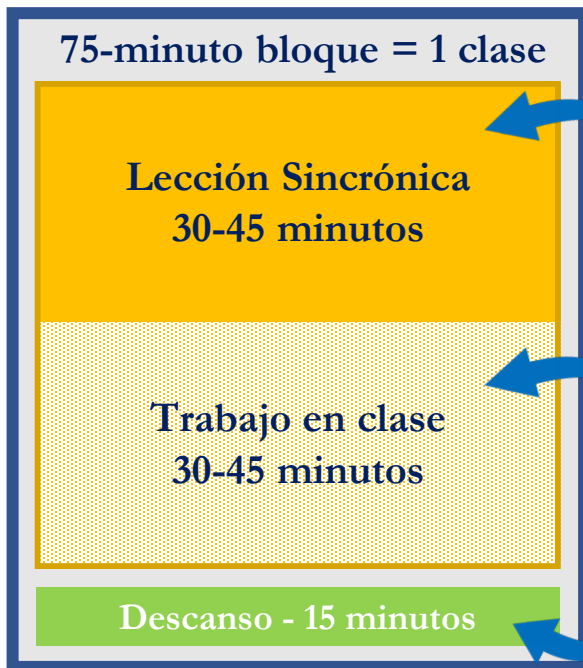 75-minuto bloque = 1 clase
Lección Sincrónica
30-45 minutos
Trabajo en clase
30-45 minutos
Descanso - 15 minutos